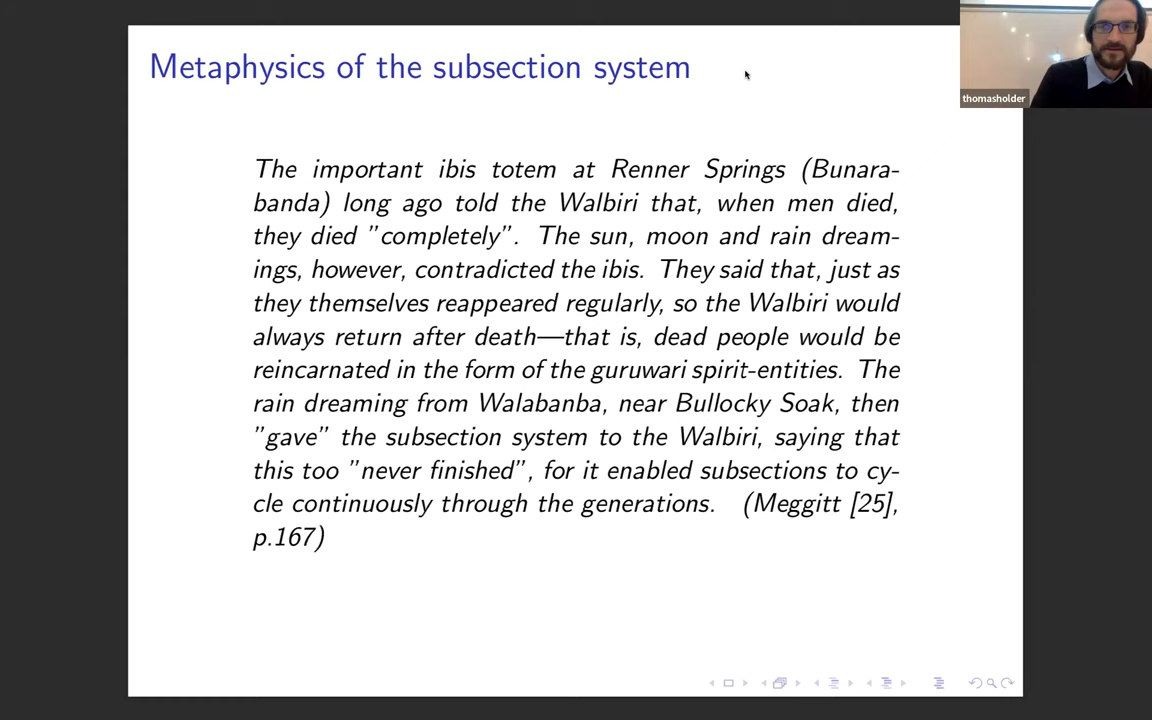 Metaphysics of the subsection system
thomasholder
The important ibis totem at Renner Springs (Bunara-
banda) long ago told the Walbiri that, when men died,
they died ”completely”. The sun, moon and rain dream-
ings, however, contradicted the ibis. They said that, just as
they themselves reappeared regularly, so the Walbiri would
always return after death—that is, dead people would be
reincarnated in the form of the guruwari spirit-entities. The
rain dreaming from Walabanba, near Bullocky Soak, then
”gave” the subsection system to the Walbiri, saying that
this too ”never finished”, for it enabled subsections to cy-
cle continuously through the generations. (Meggitt [25],
p.167)